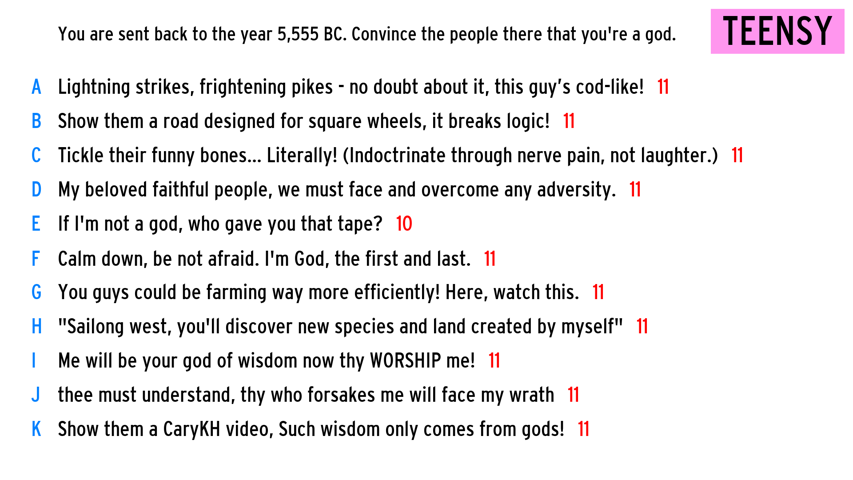 You are sent back to the year 5,555 BC. Convince the people there that you're a god.
TEENSY
A Lightning strikes, frightening pikes - no doubt about it, this guy's cod-like! 11
B Show them a road designed for square wheels, it breaks logic! 11
C Tickle their funny bones... Literally! (Indoctrinate through nerve pain, not laughter.) 11
D My beloved faithful people, we must face and overcome any adversity. 11
E If I'm not a god, who gave you that tape? 10
F Calm down, be not afraid. I'm God, the first and last. 11
G You guys could be farming way more efficiently! Here, watch this. 11
H "Sailong west, you'll discover new species and land created by myself" 11
I Me will be your god of wisdom now thy WORSHIP me! 11
J thee must understand, thy who forsakes me will face my wrath 11
K Show them a CaryKH video, Such wisdom only comes from gods! 11